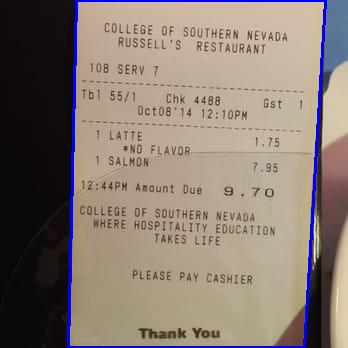 COLLEGE OF SOUTHERN NEVADA
RUSSELL'S RESTAURANT
108 SERV 7
Tbl 55/1 Chk 4488 Gst 1
Oct08'14 12:10PM
1 LATTE 1.75
*NO FLAVOR
1 SALMON 7.95
12:44PM Amount Due 9.70
COLLEGE OF SOUTHERN NEVADA
WHERE HOSPITALITY EDUCATION
TAKES LIFE
PLEASE PAY CASHIER
Thank You